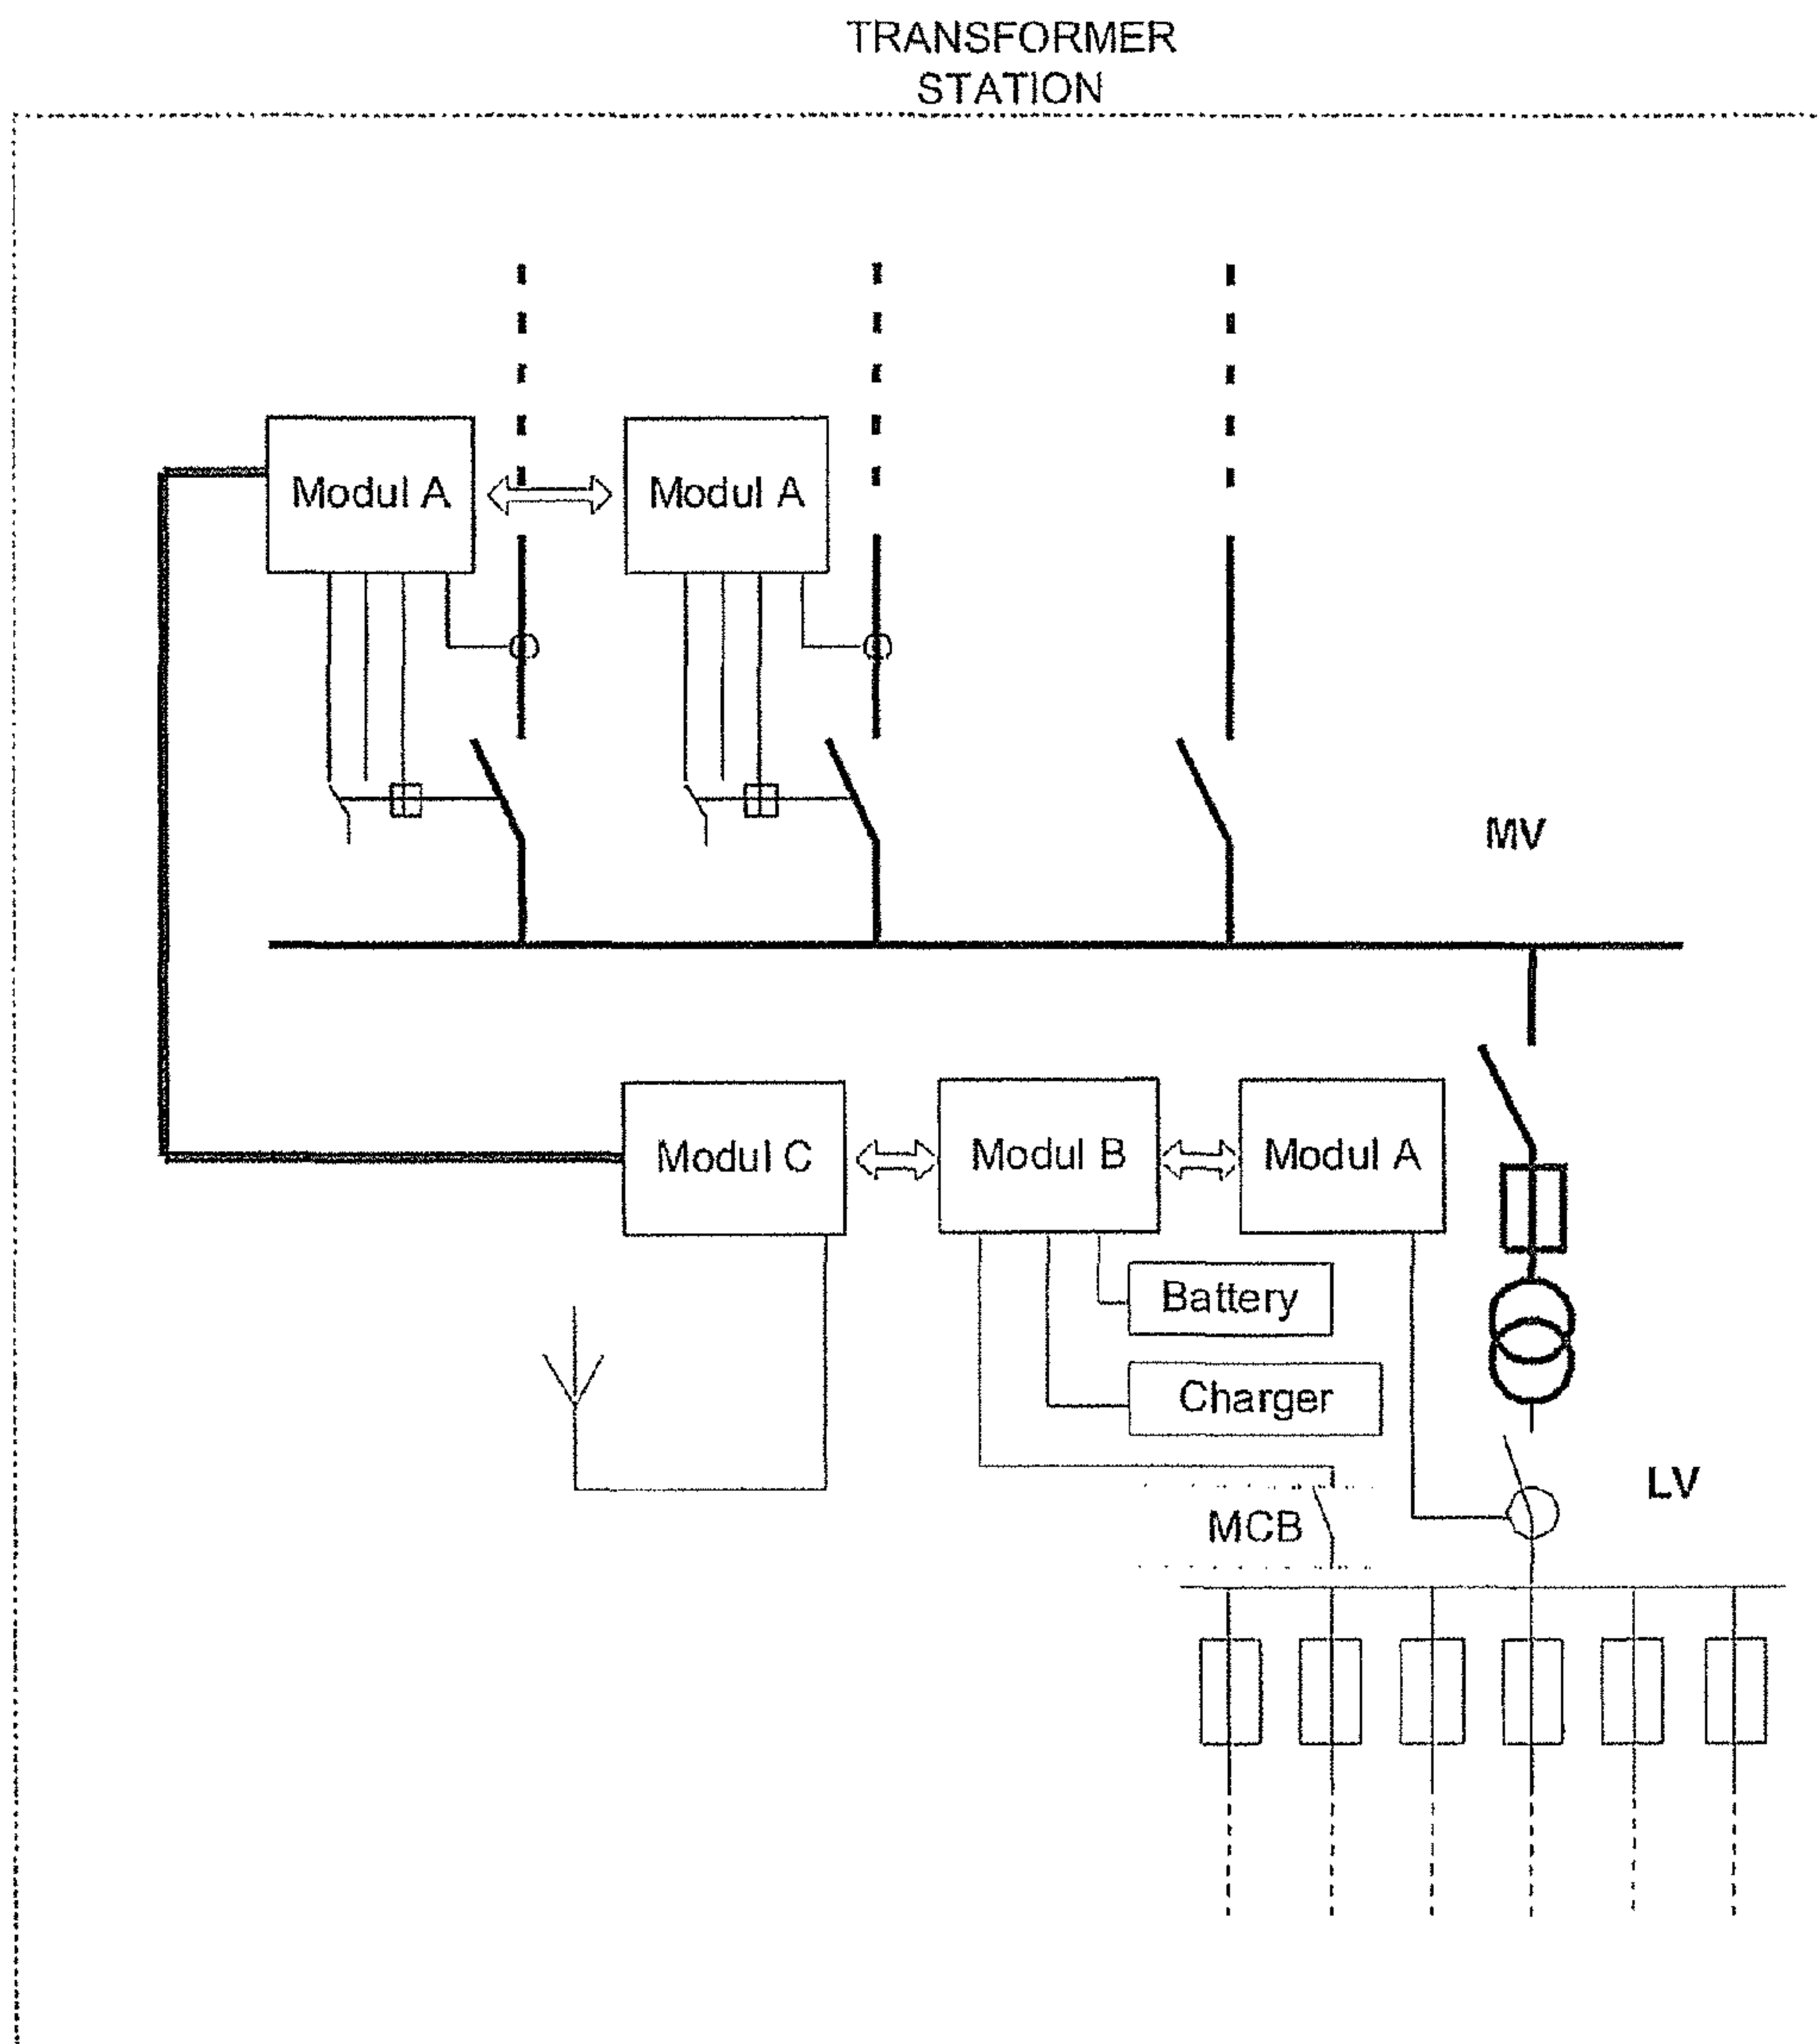 TRANSFORMER
STATION
Modul A
Modul A
MV
Modul C
Modul B
Modul A
Battery
Charger
LV
MCB